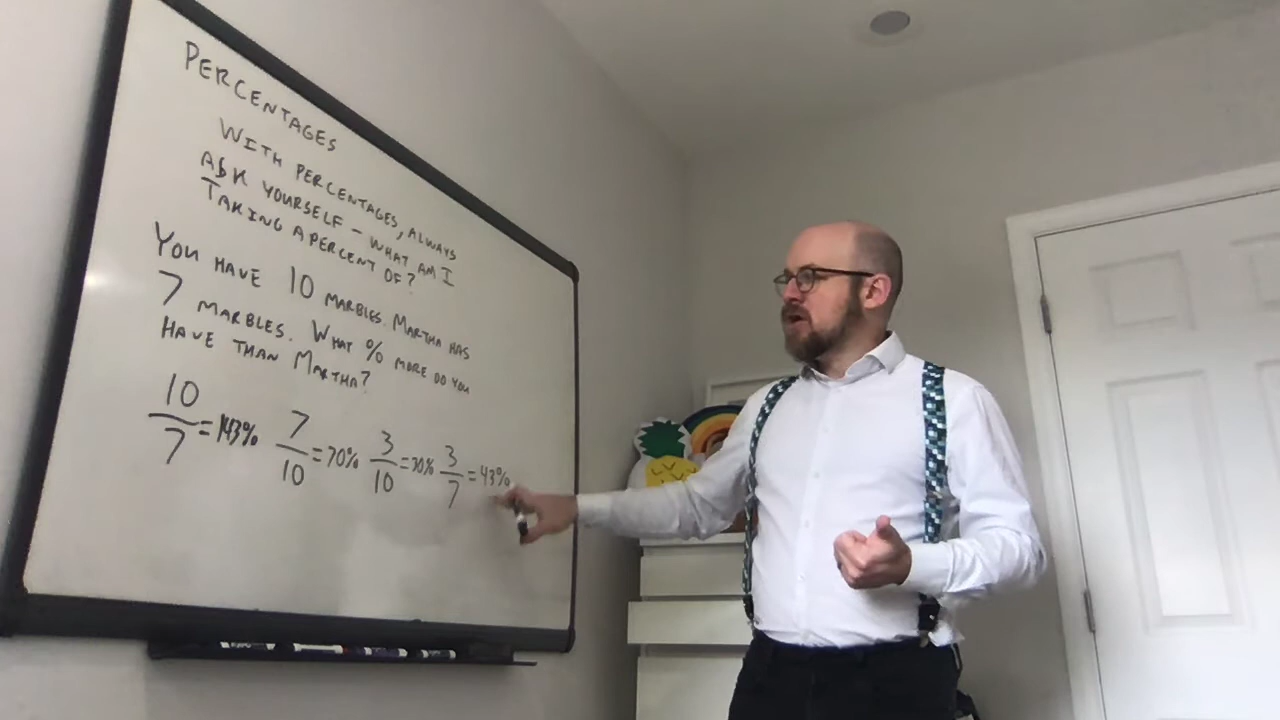 PERCENTAGES
WITH PERCENTAGES, ALWAYS
ASK YOURSELF - WHAT AM I
TAKING A PERCENT OF?
YOU HAVE 10 MARBLES. MARTHA HAS
7 MARBLES. WHAT % MORE DO YOU
HAVE THAN MARTHA?
10/7 = 143% 7/10 = 70% 3/10 = 30% 3/7 = 43%